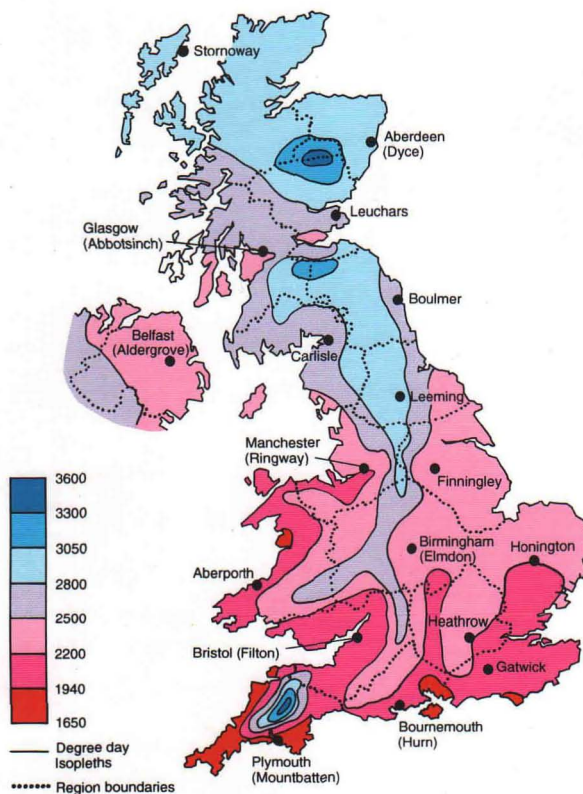 Stornoway
Aberdeen
(Dyce)
Leuchars
Glasgow
(Abbotsinch)
Boulmer
Belfast
(Aldergrove)
Carlisle
Leeming
Manchester
(Ringway)
Finningley
3600
3300
3050
2800
2500
2200
1940
1650
Birmingham
(Elmdon)
Honington
Aberporth
Heathrow
Bristol (Filton)
Gatwick
Bournemouth
(Hurn)
Plymouth
(Mountbatten)
Degree day
Isopleths
Region boundaries